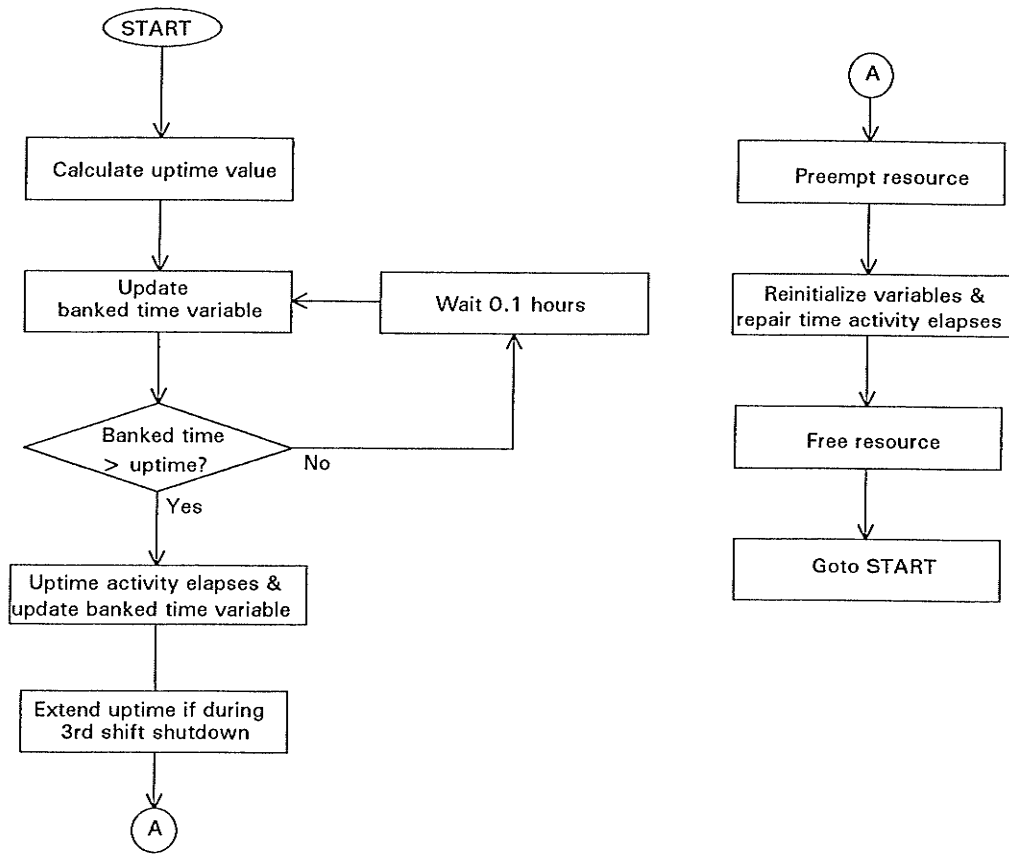 START
Calculate uptime value
Update
banked time variable
Wait 0.1 hours
Banked time
> uptime?
No
Yes
Uptime activity elapses &
update banked time variable
Extend uptime if during
3rd shift shutdown
A
A
Preempt resource
Reinitialize variables &
repair time activity elapses
Free resource
Goto START